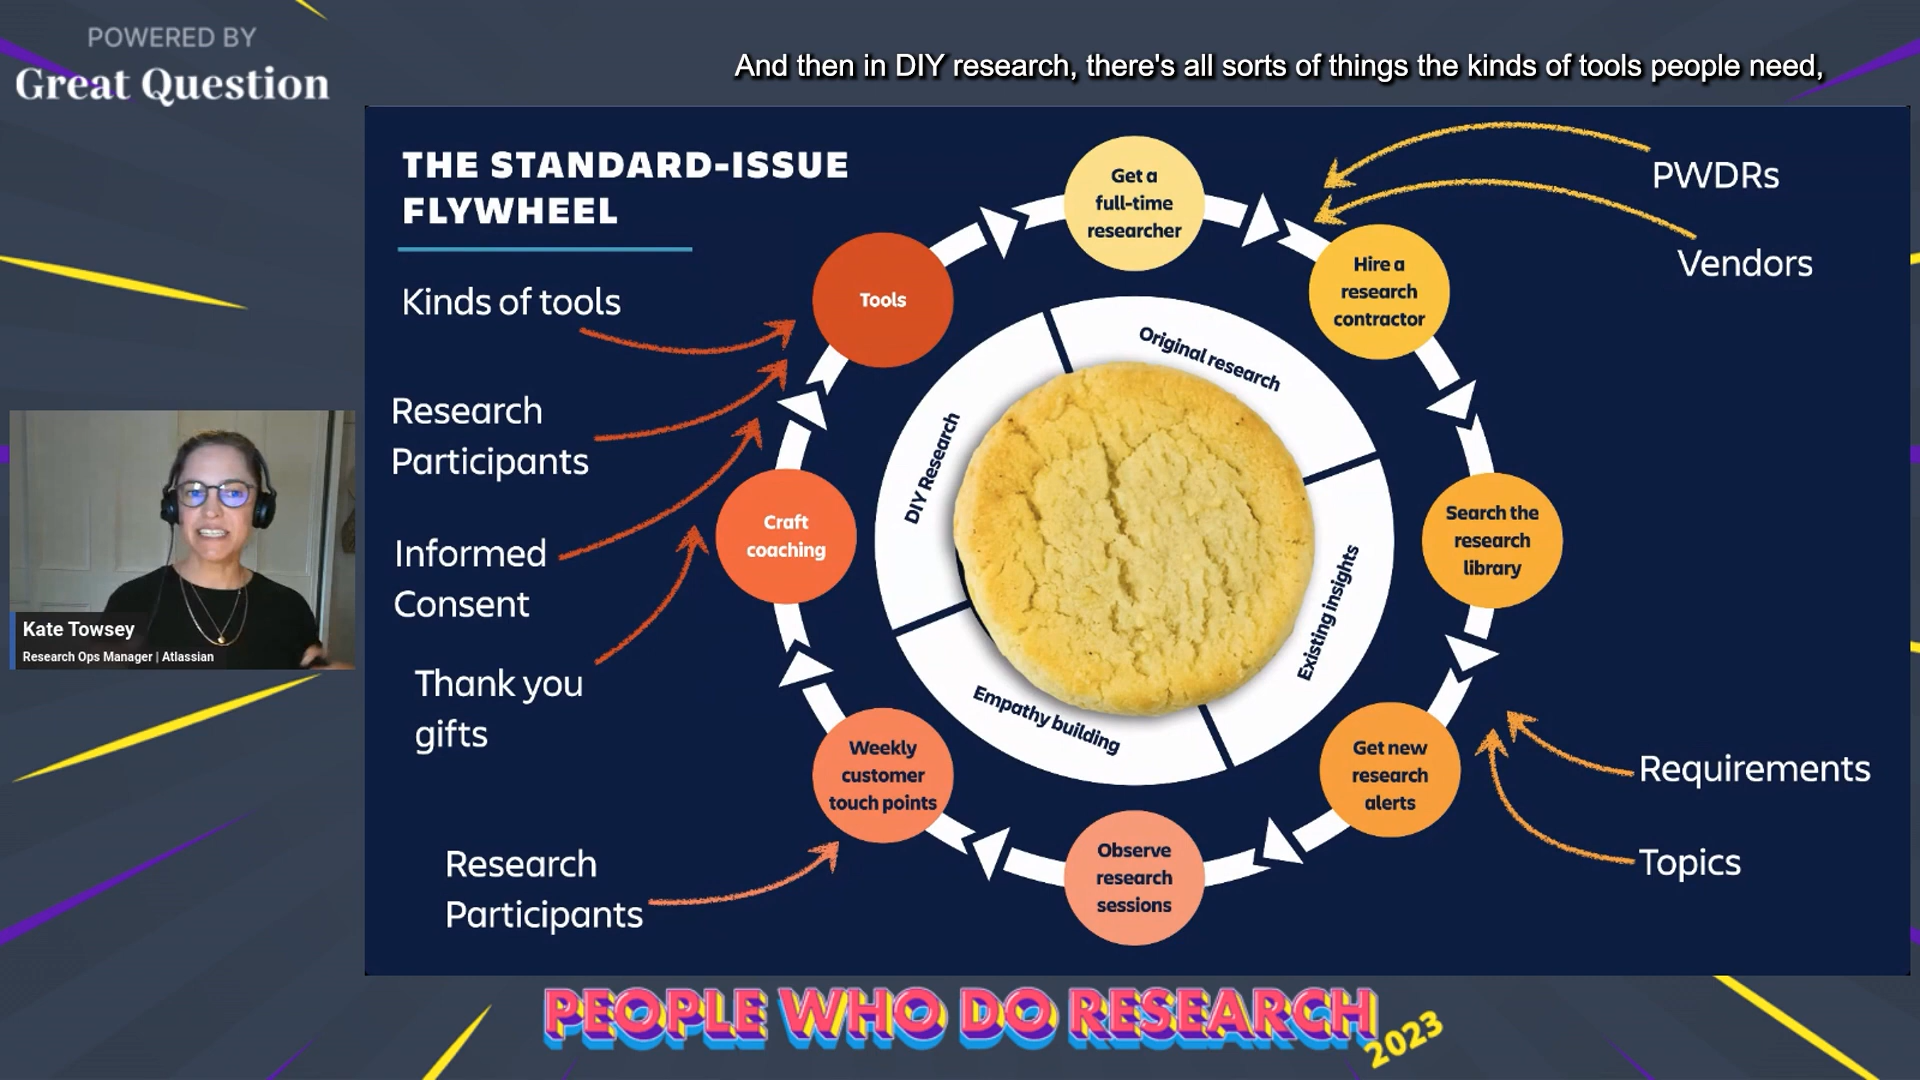 POWERED BY
Great Question
And then in DIY research, there's all sorts of things the kinds of tools people need,
THE STANDARD-ISSUE
FLYWHEEL
Kinds of tools
Research
Participants
Informed
Consent
Thank you
gifts
Research
Participants
Tools
Get a
full-time
researcher
Hire a
research
contractor
Search the
research
library
Get new
research
alerts
Observe
research
sessions
Weekly
customer
touch points
Craft
coaching
Original research
Existing insights
Empathy building
DIY Research
PWDRs
Vendors
Requirements
Topics
Kate Towsey
Research Ops Manager | Atlassian
PEOPLE WHO DO RESEARCH
2023